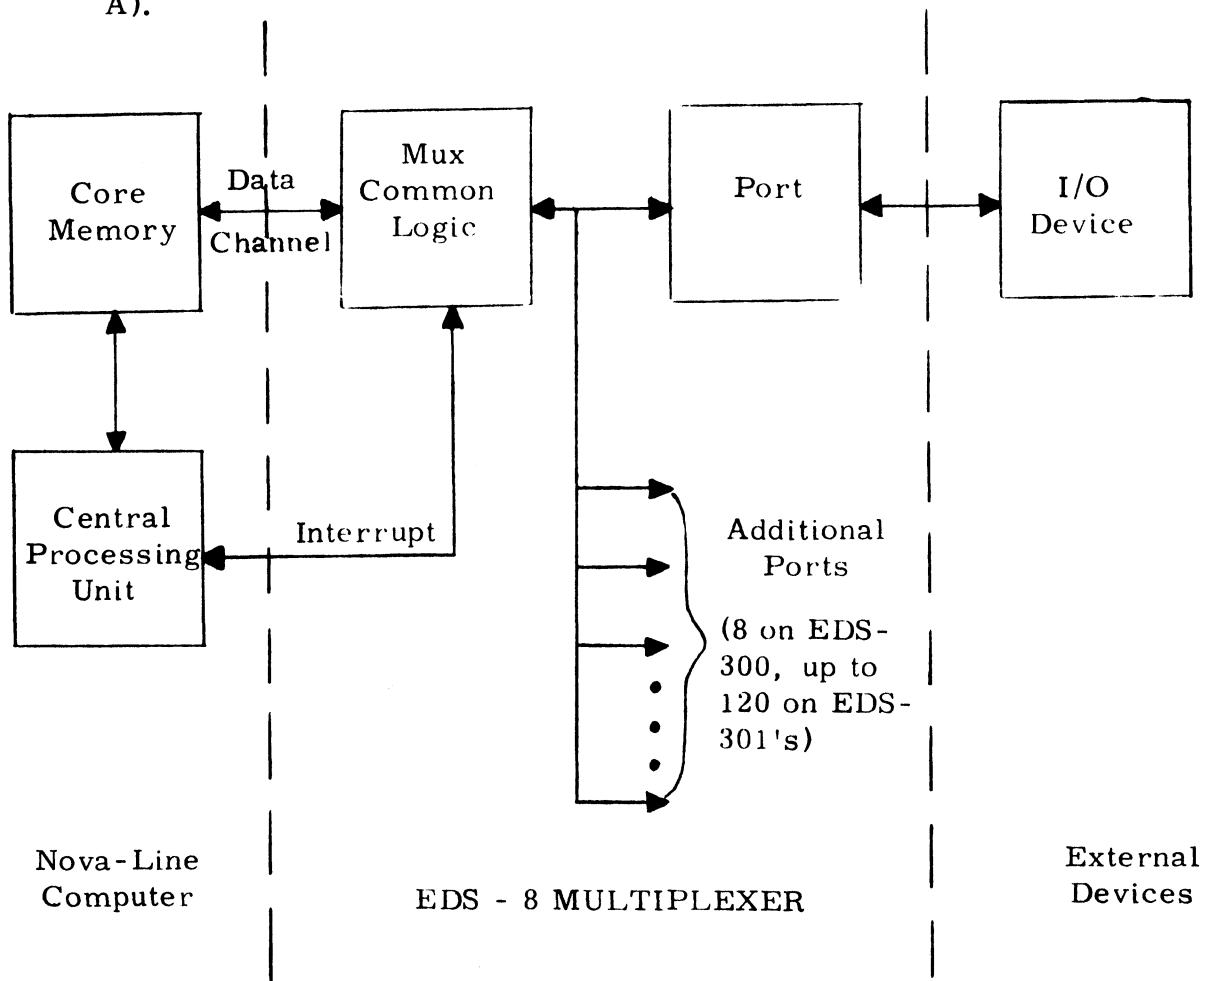 A).
Core
Memory
Data
Channel
Mux
Common
Logic
Port
I/O
Device
Central
Processing
Unit
Interrupt
Additional
Ports
(8 on EDS-
300, up to
120 on EDS-
301's)
Nova-Line
Computer
EDS - 8 MULTIPLEXER
External
Devices